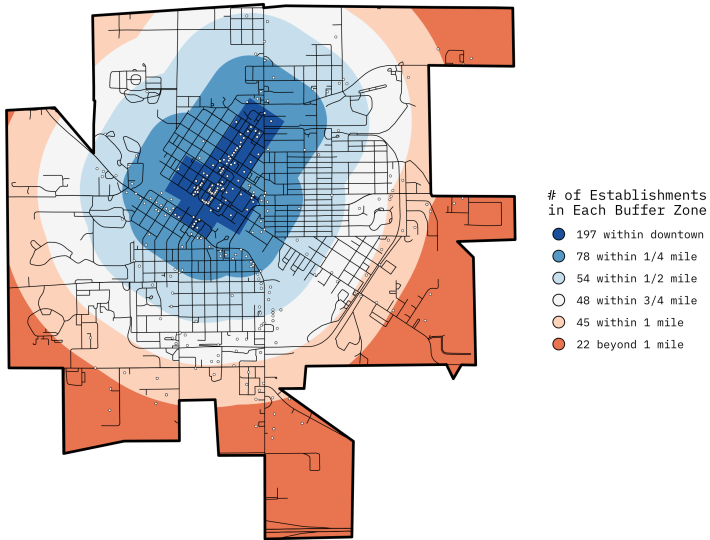 # of Establishments
in Each Buffer Zone
197 within downtown
78 within 1/4 mile
54 within 1/2 mile
48 within 3/4 mile
45 within 1 mile
22 beyond 1 mile